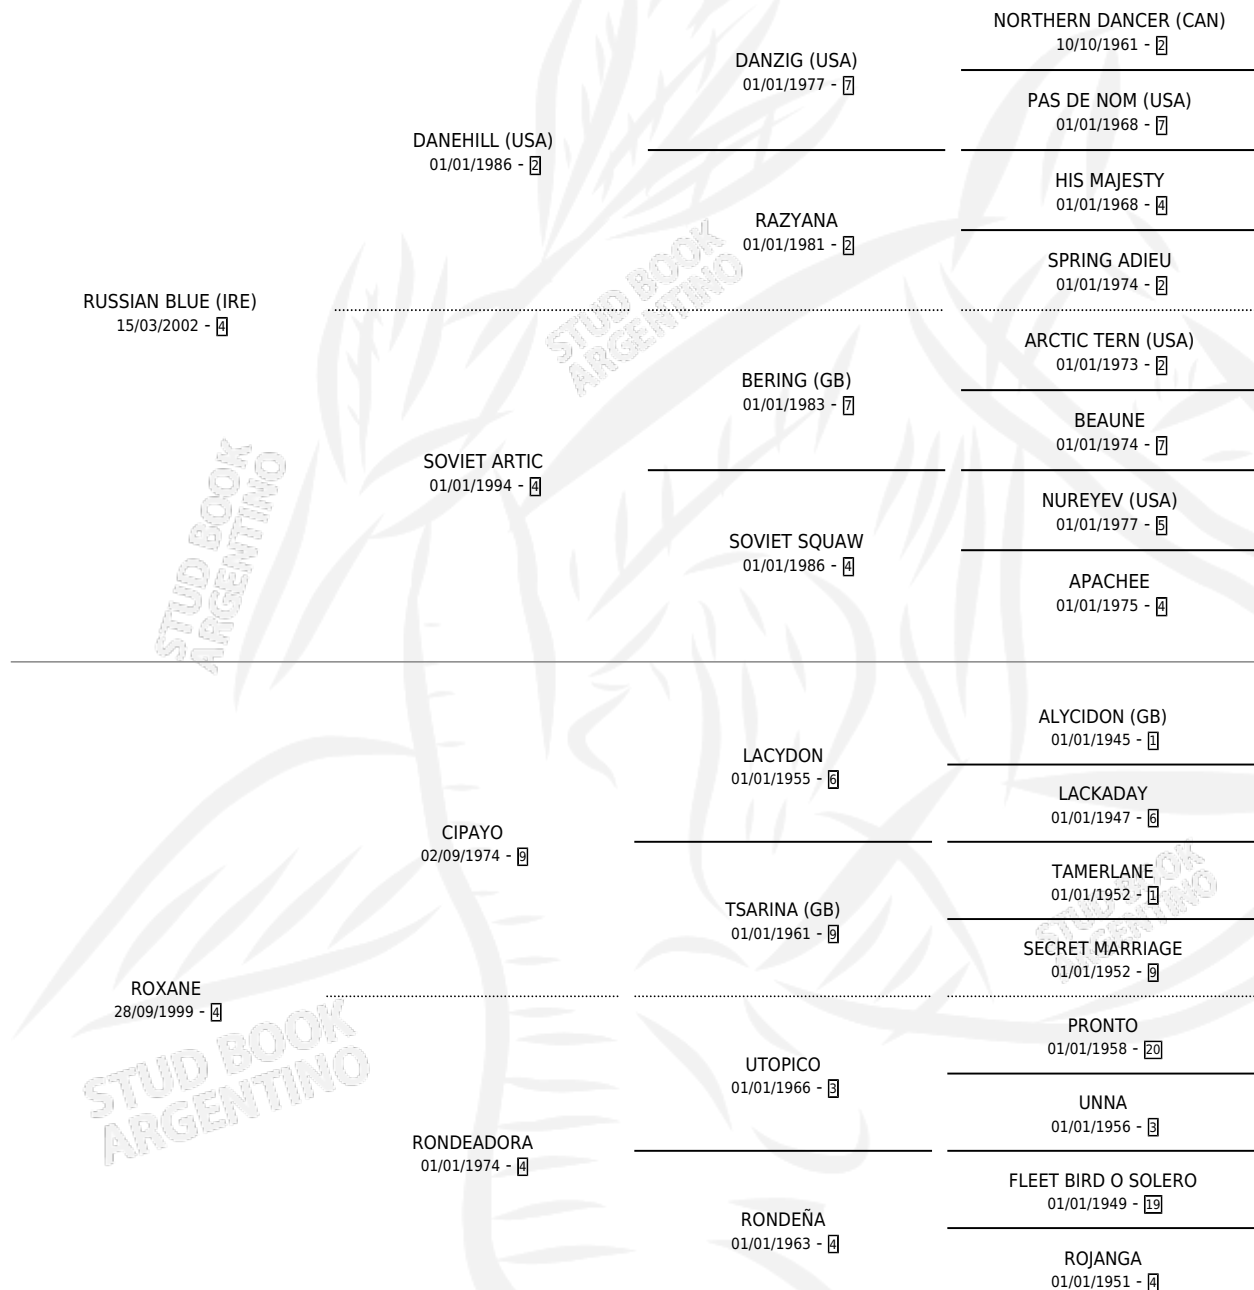 NORTHERN DANCER (CAN)
10/10/1961 - 2
DANZIG (USA)
01/01/1977 - 7
PAS DE NOM (USA)
01/01/1968 - 7
DANEHILL (USA)
01/01/1986 - 2
HIS MAJESTY
01/01/1968 - 4
RAZYANA
01/01/1981 - 2
SPRING ADIEU
01/01/1974 - 2
RUSSIAN BLUE (IRE)
15/03/2002 - 4
ARCTIC TERN (USA)
01/01/1973 - 2
BERING (GB)
01/01/1983 - 7
BEAUNE
01/01/1974 - 7
SOVIET ARTIC
01/01/1994 - 4
NUREYEV (USA)
01/01/1977 - 5
SOVIET SQUAW
01/01/1986 - 4
APACHEE
01/01/1975 - 4
ALYCIDON (GB)
01/01/1945 - 1
LACYDON
01/01/1955 - 6
LACKADAY
01/01/1947 - 6
CIPAYO
02/09/1974 - 9
TAMERLANE
01/01/1952 - 1
TSARINA (GB)
01/01/1961 - 9
SECRET MARRIAGE
01/01/1952 - 9
ROXANE
28/09/1999 - 4
PRONTO
01/01/1958 - 20
UTOPICO
01/01/1966 - 3
UNNA
01/01/1956 - 3
RONDEADORA
01/01/1974 - 4
FLEET BIRD O SOLERO
01/01/1949 - 19
RONDEÑA
01/01/1963 - 4
ROJANGA
01/01/1951 - 4
STUD BOOK
ARGENTINO
STUD BOOK
ARGENTINO
STUD BOOK
ARGENTINO
STUD BOOK
ARGENTINO